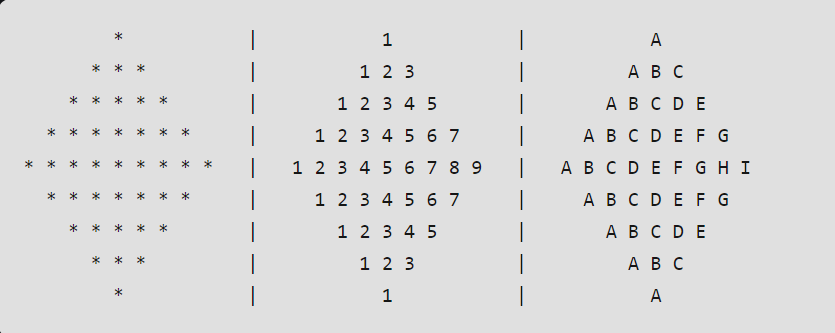 *           |           1           |           A
      * * *         |         1 2 3         |         A B C
    * * * * *       |       1 2 3 4 5       |       A B C D E
  * * * * * * *     |     1 2 3 4 5 6 7     |     A B C D E F G
* * * * * * * * *   |   1 2 3 4 5 6 7 8 9   |   A B C D E F G H I
  * * * * * * *     |     1 2 3 4 5 6 7     |     A B C D E F G
    * * * * *       |       1 2 3 4 5       |       A B C D E
      * * *         |         1 2 3         |         A B C
        *           |           1           |           A